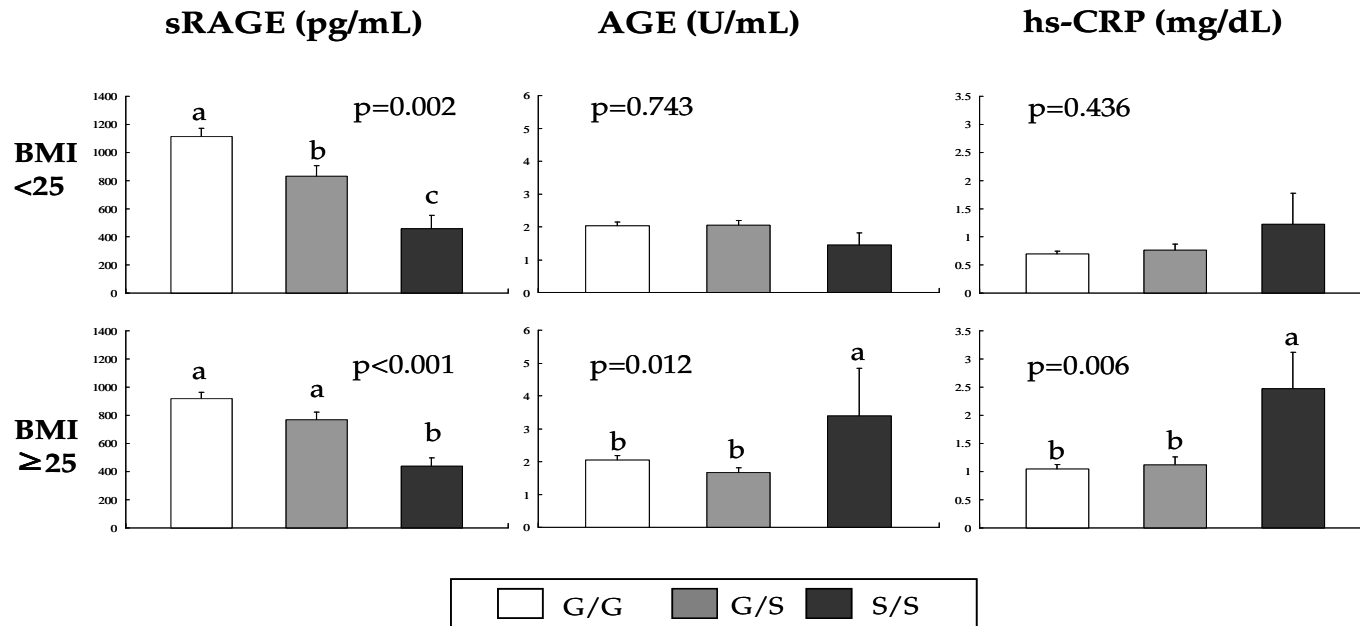 sRAGE (pg/mL) AGE (U/mL) hs-CRP (mg/dL)
BMI
<25
1400
1200
1000
800
600
400
200
0
a
b
c
p=0.002
6
5
4
3
2
1
0
p=0.743
3.5
3
2.5
2
1.5
1
0.5
0
p=0.436
BMI
≧25
1400
1200
1000
800
600
400
200
0
a
a
b
p<0.001
6
5
4
3
2
1
0
p=0.012
b
b
a
3.5
3
2.5
2
1.5
1
0.5
0
p=0.006
b
b
a
G/G G/S S/S